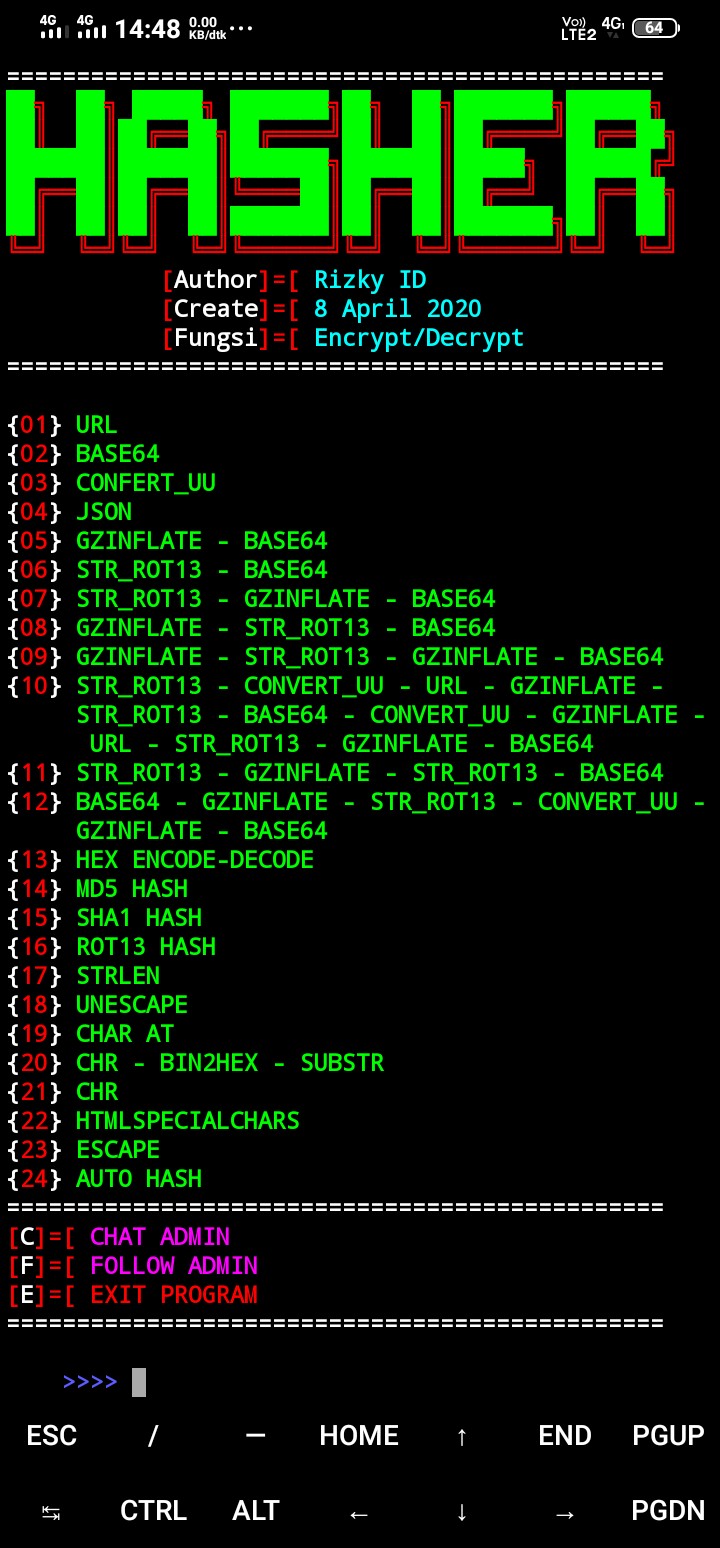 4G 4G 14:48 0.00 KB/dtk ... Vo)) LTE2 4G 64
===============================================
HASHER
[Author]=[ Rizky ID
[Create]=[ 8 April 2020
[Fungsi]=[ Encrypt/Decrypt
===============================================
{01} URL
{02} BASE64
{03} CONFERT_UU
{04} JSON
{05} GZINFLATE - BASE64
{06} STR_ROT13 - BASE64
{07} STR_ROT13 - GZINFLATE - BASE64
{08} GZINFLATE - STR_ROT13 - BASE64
{09} GZINFLATE - STR_ROT13 - GZINFLATE - BASE64
{10} STR_ROT13 - CONVERT_UU - URL - GZINFLATE -
STR_ROT13 - BASE64 - CONVERT_UU - GZINFLATE -
URL - STR_ROT13 - GZINFLATE - BASE64
{11} STR_ROT13 - GZINFLATE - STR_ROT13 - BASE64
{12} BASE64 - GZINFLATE - STR_ROT13 - CONVERT_UU -
GZINFLATE - BASE64
{13} HEX ENCODE-DECODE
{14} MD5 HASH
{15} SHA1 HASH
{16} ROT13 HASH
{17} STRLEN
{18} UNESCAPE
{19} CHAR AT
{20} CHR - BIN2HEX - SUBSTR
{21} CHR
{22} HTMLSPECIALCHARS
{23} ESCAPE
{24} AUTO HASH
===============================================
[C]=[ CHAT ADMIN
[F]=[ FOLLOW ADMIN
[E]=[ EXIT PROGRAM
===============================================
>>>>
ESC / — HOME ↑ END PGUP
↹ CTRL ALT ← ↓ → PGDN